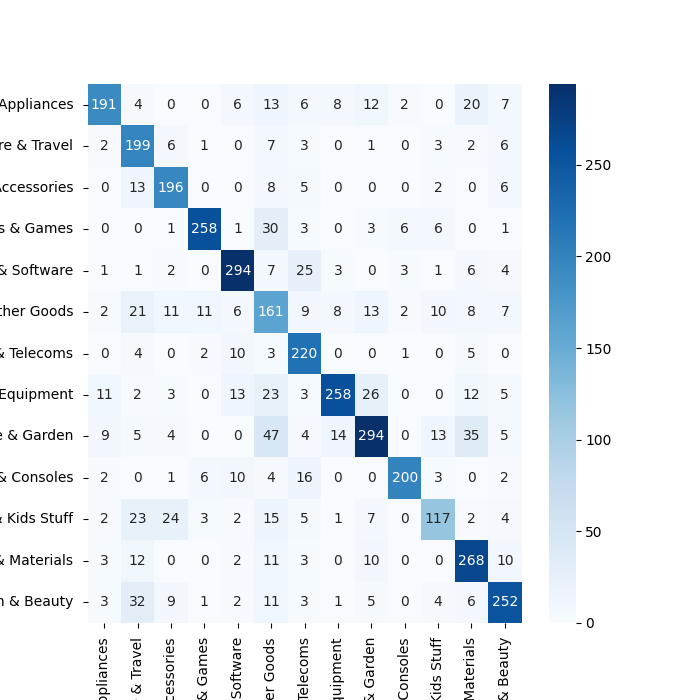 Appliances 191 4 0 0 6 13 6 8 12 2 0 20 7
re & Travel 2 199 6 1 0 7 3 0 1 0 3 2 6
Accessories 0 13 196 0 0 8 5 0 0 0 2 0 6
s & Games 0 0 1 258 1 30 3 0 3 6 6 0 1
& Software 1 1 2 0 294 7 25 3 0 3 1 6 4
ther Goods 2 21 11 11 6 161 9 8 13 2 10 8 7
& Telecoms 0 4 0 2 10 3 220 0 0 1 0 5 0
Equipment 11 2 3 0 13 23 3 258 26 0 0 12 5
e & Garden 9 5 4 0 0 47 4 14 294 0 13 35 5
& Consoles 2 0 1 6 10 4 16 0 0 200 3 0 2
& Kids Stuff 2 23 24 3 2 15 5 1 7 0 117 2 4
& Materials 3 12 0 0 2 11 3 0 10 0 0 268 10
h & Beauty 3 32 9 1 2 11 3 1 5 0 4 6 252
ppliances
& Travel
cessories
& Games
Software
er Goods
Telecoms
quipment
& Garden
Consoles
Kids Stuff
Materials
& Beauty
250
200
150
100
50
0